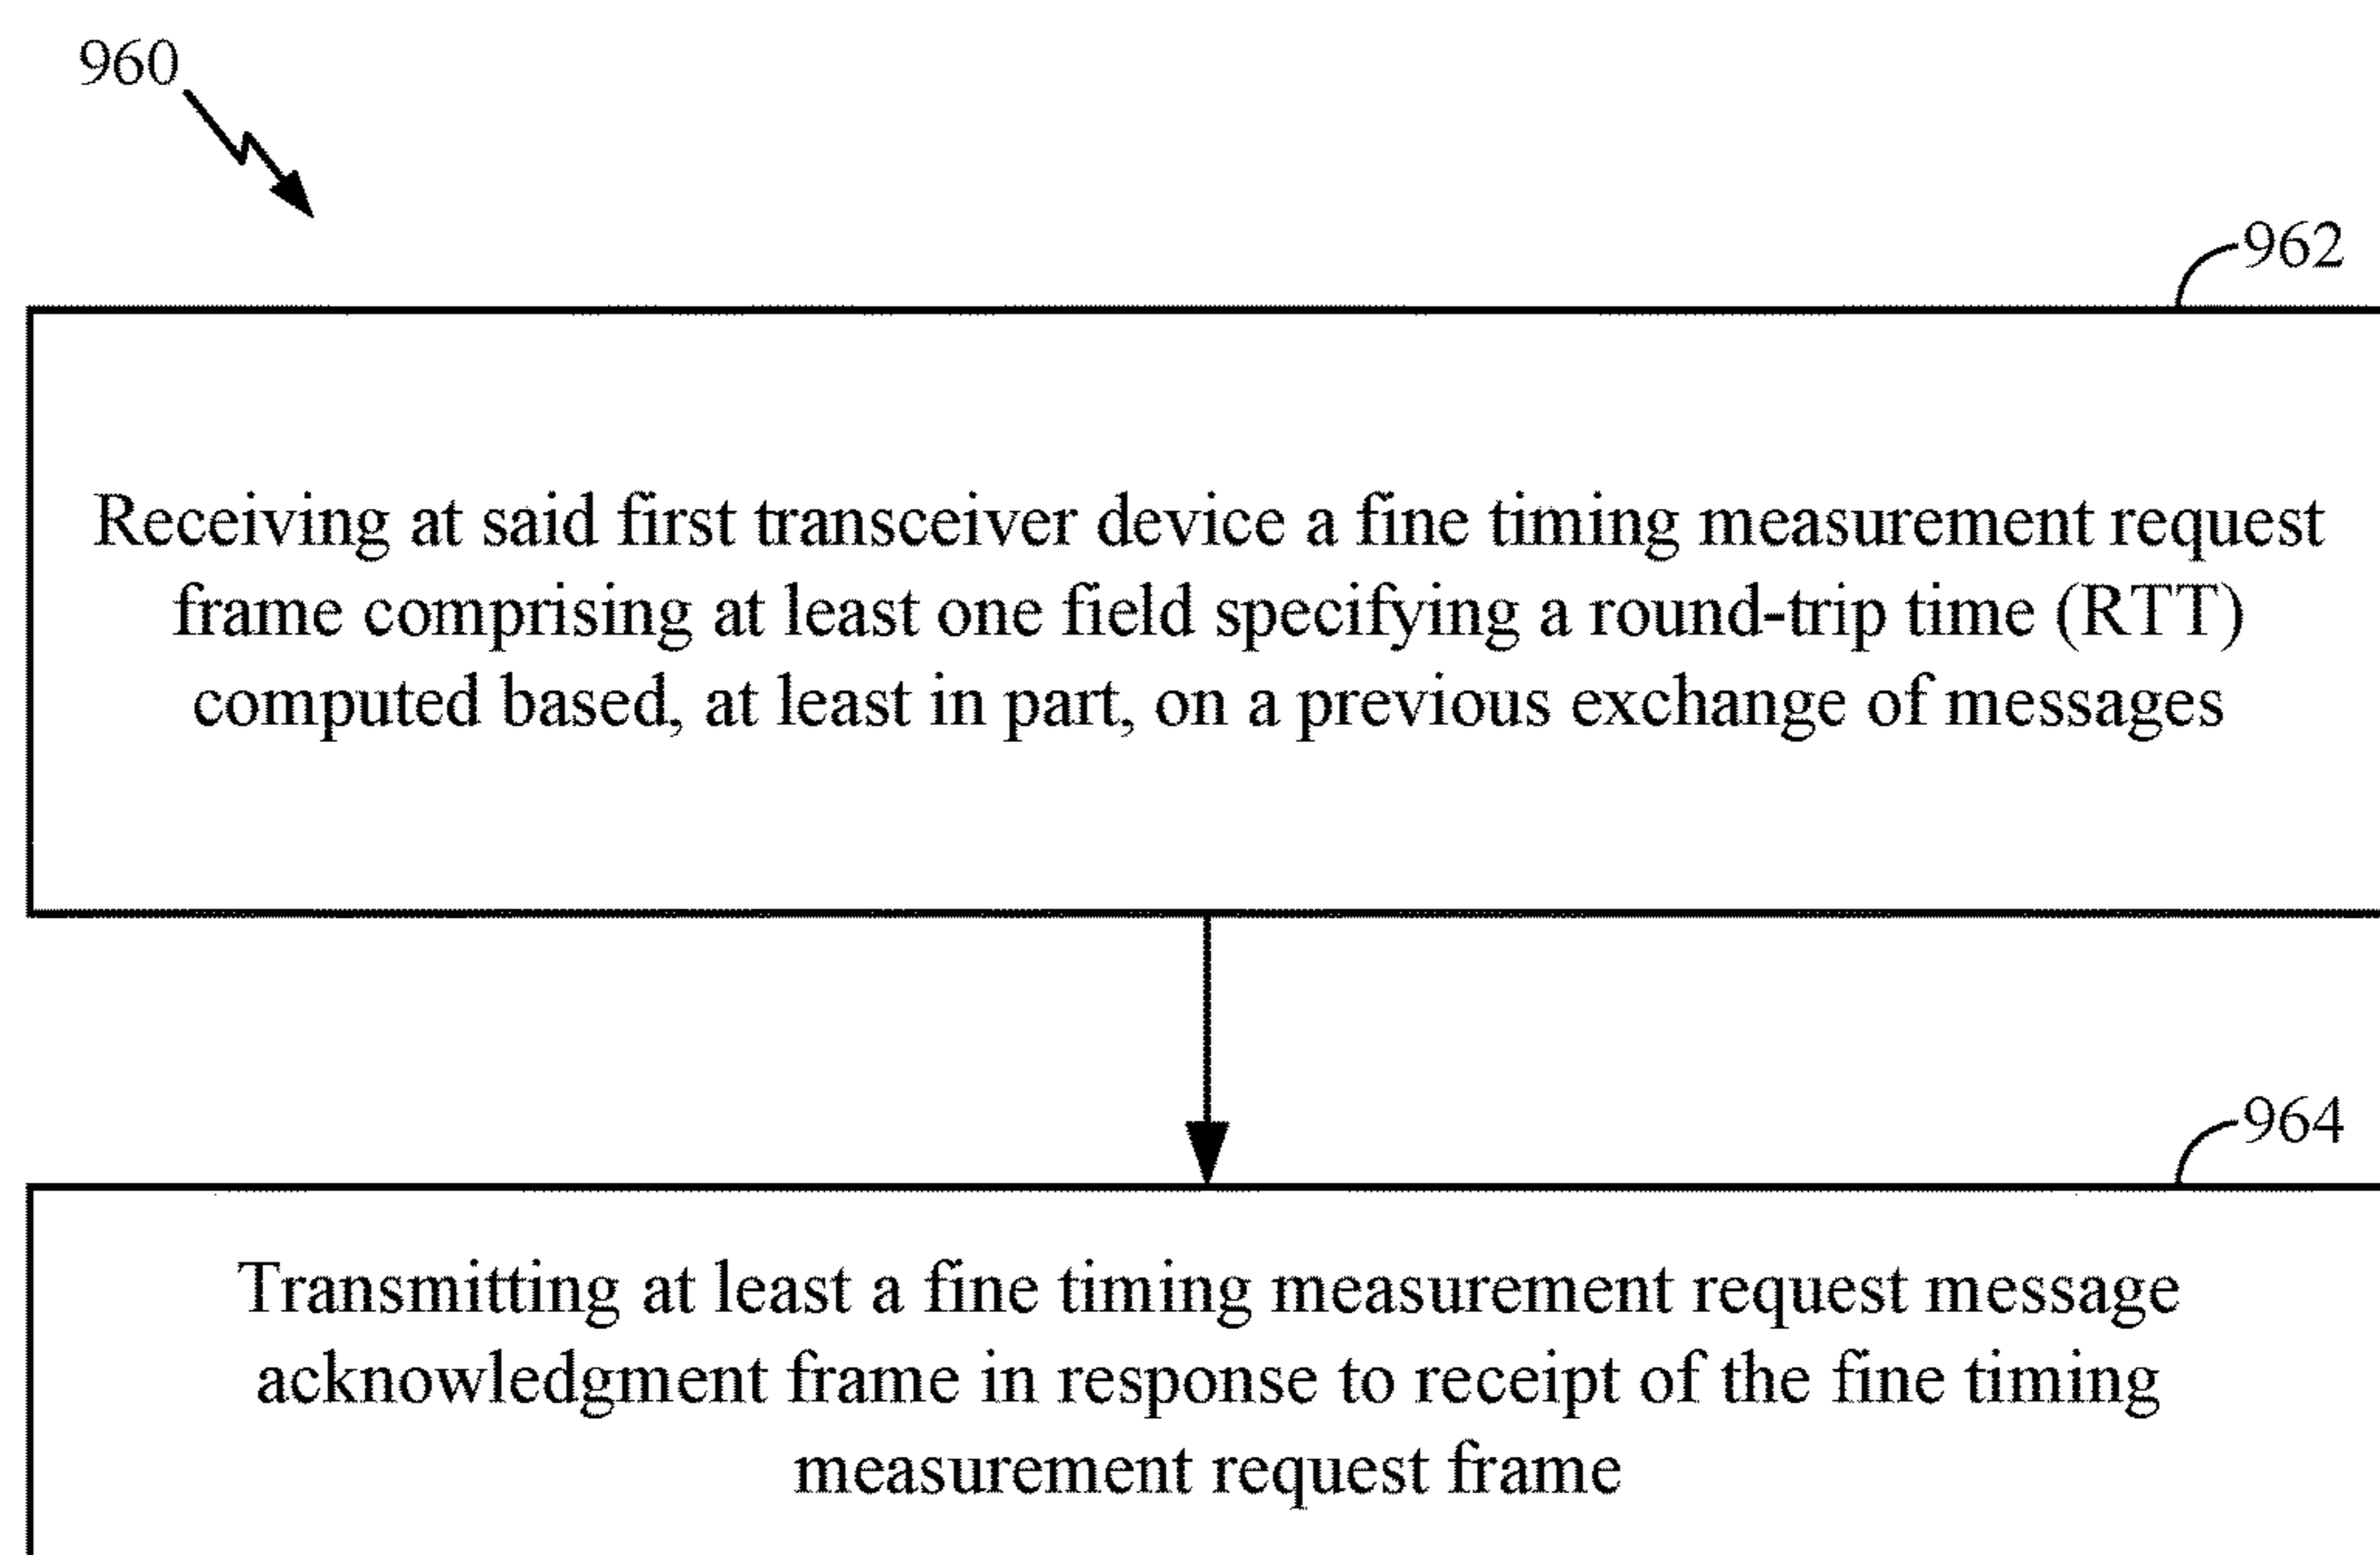 960
962
Receiving at said first transceiver device a fine timing measurement request
frame comprising at least one field specifying a round-trip time (RTT)
computed based, at least in part, on a previous exchange of messages
964
Transmitting at least a fine timing measurement request message
acknowledgment frame in response to receipt of the fine timing
measurement request frame